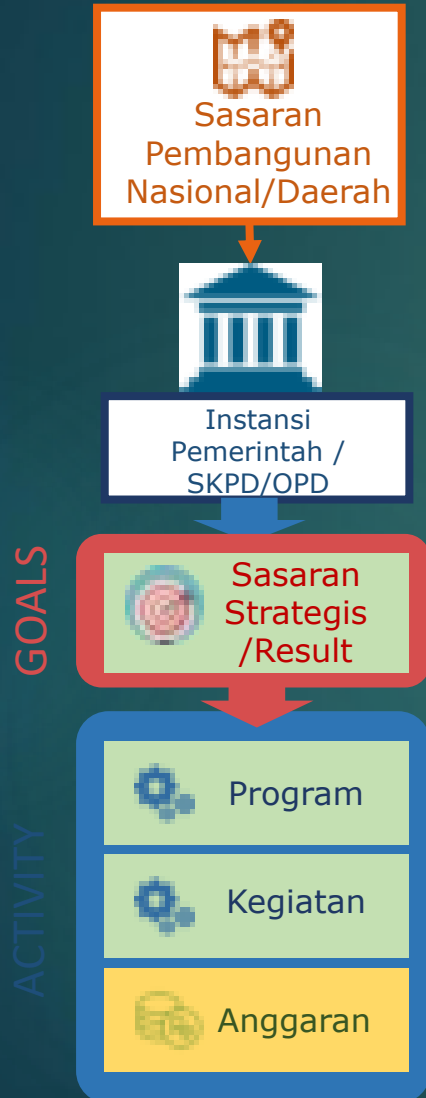 Sasaran
Pembangunan
Nasional/Daerah
Instansi
Pemerintah /
SKPD/OPD
GOALS
Sasaran
Strategis
/Result
ACTIVITY
Program
Kegiatan
Anggaran